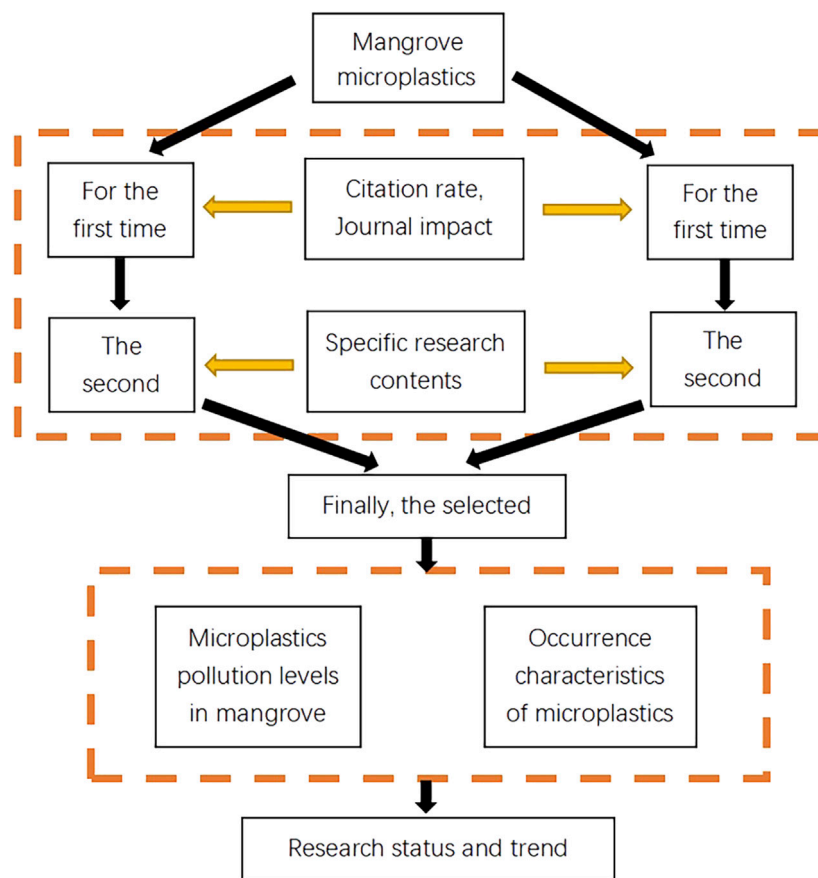 Mangrove
microplastics
For the
first time
Citation rate,
Journal impact
For the
first time
The
second
Specific research
contents
The
second
Finally, the selected
Microplastics
pollution levels
in mangrove
Occurrence
characteristics
of microplastics
Research status and trend